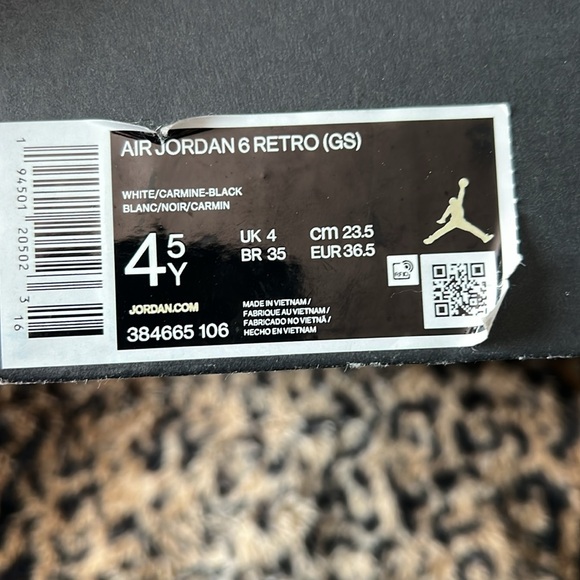 AIR JORDAN 6 RETRO (GS)
WHITE/CARMINE-BLACK
BLANC/NOIR/CARMIN
4 5 Y
UK 4 cm 23.5
BR 35 EUR 36.5
RFID
JORDAN.COM
384665 106
MADE IN VIETNAM /
FABRIQUE AU VIETNAM /
FABRICADO NO VIETNÃ /
HECHO EN VIETNAM
1 94501 20502 3 16